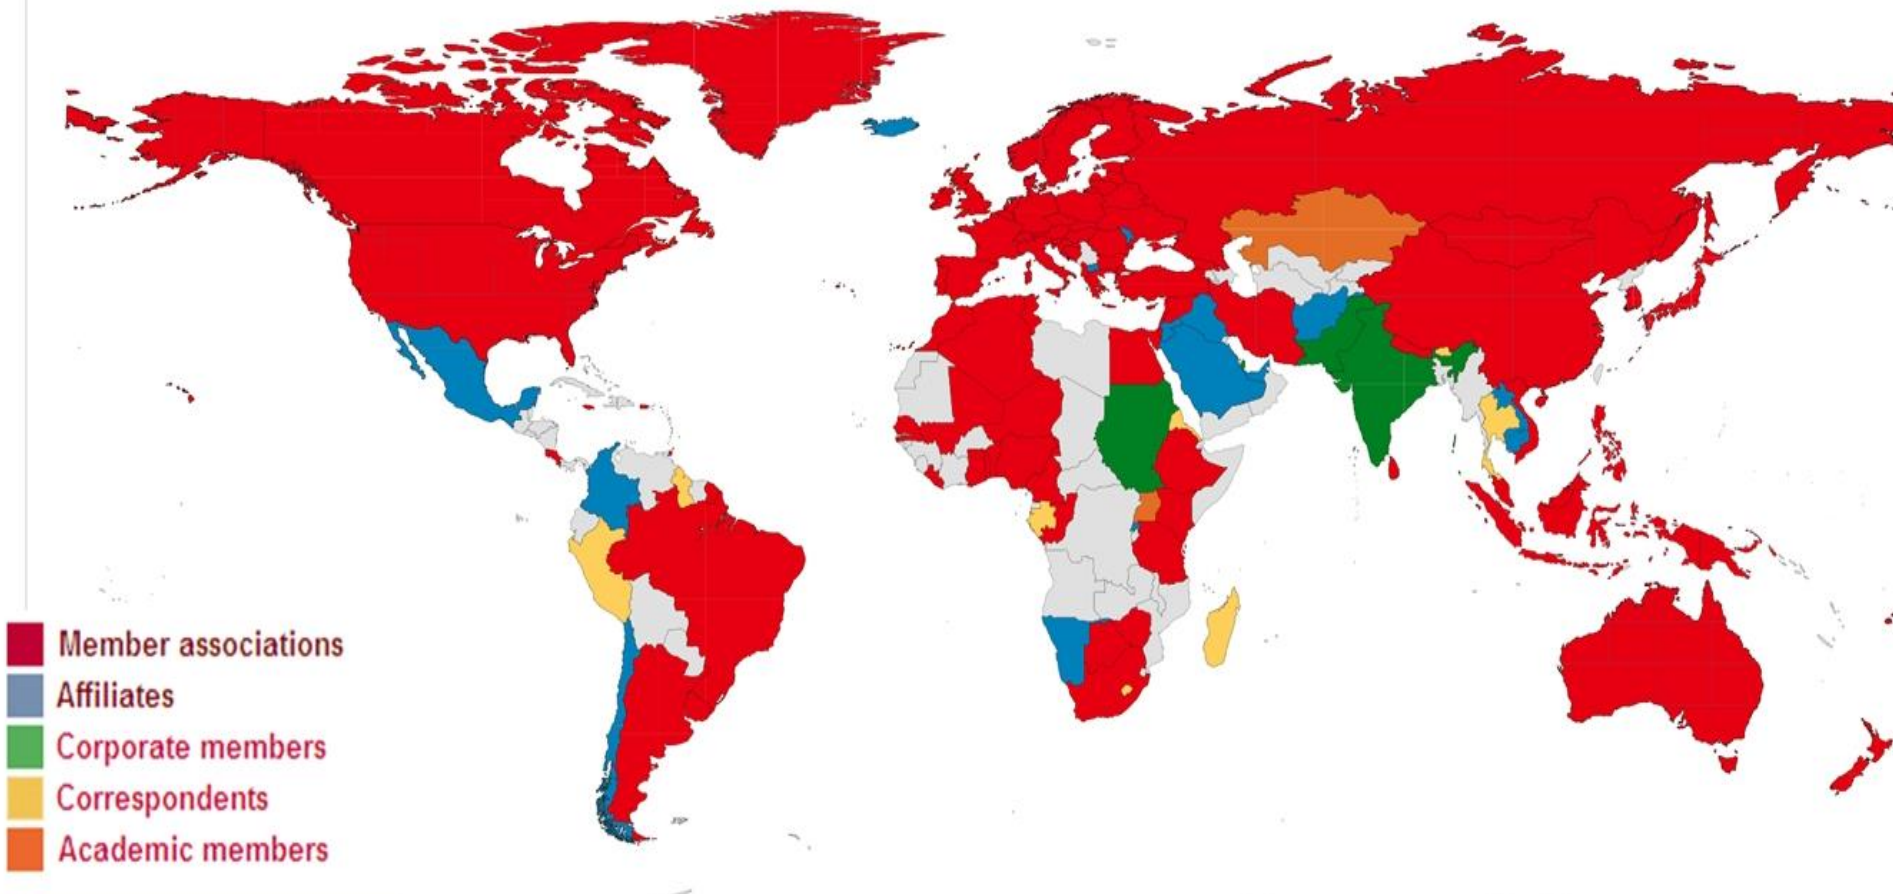 Member associations
Affiliates
Corporate members
Correspondents
Academic members